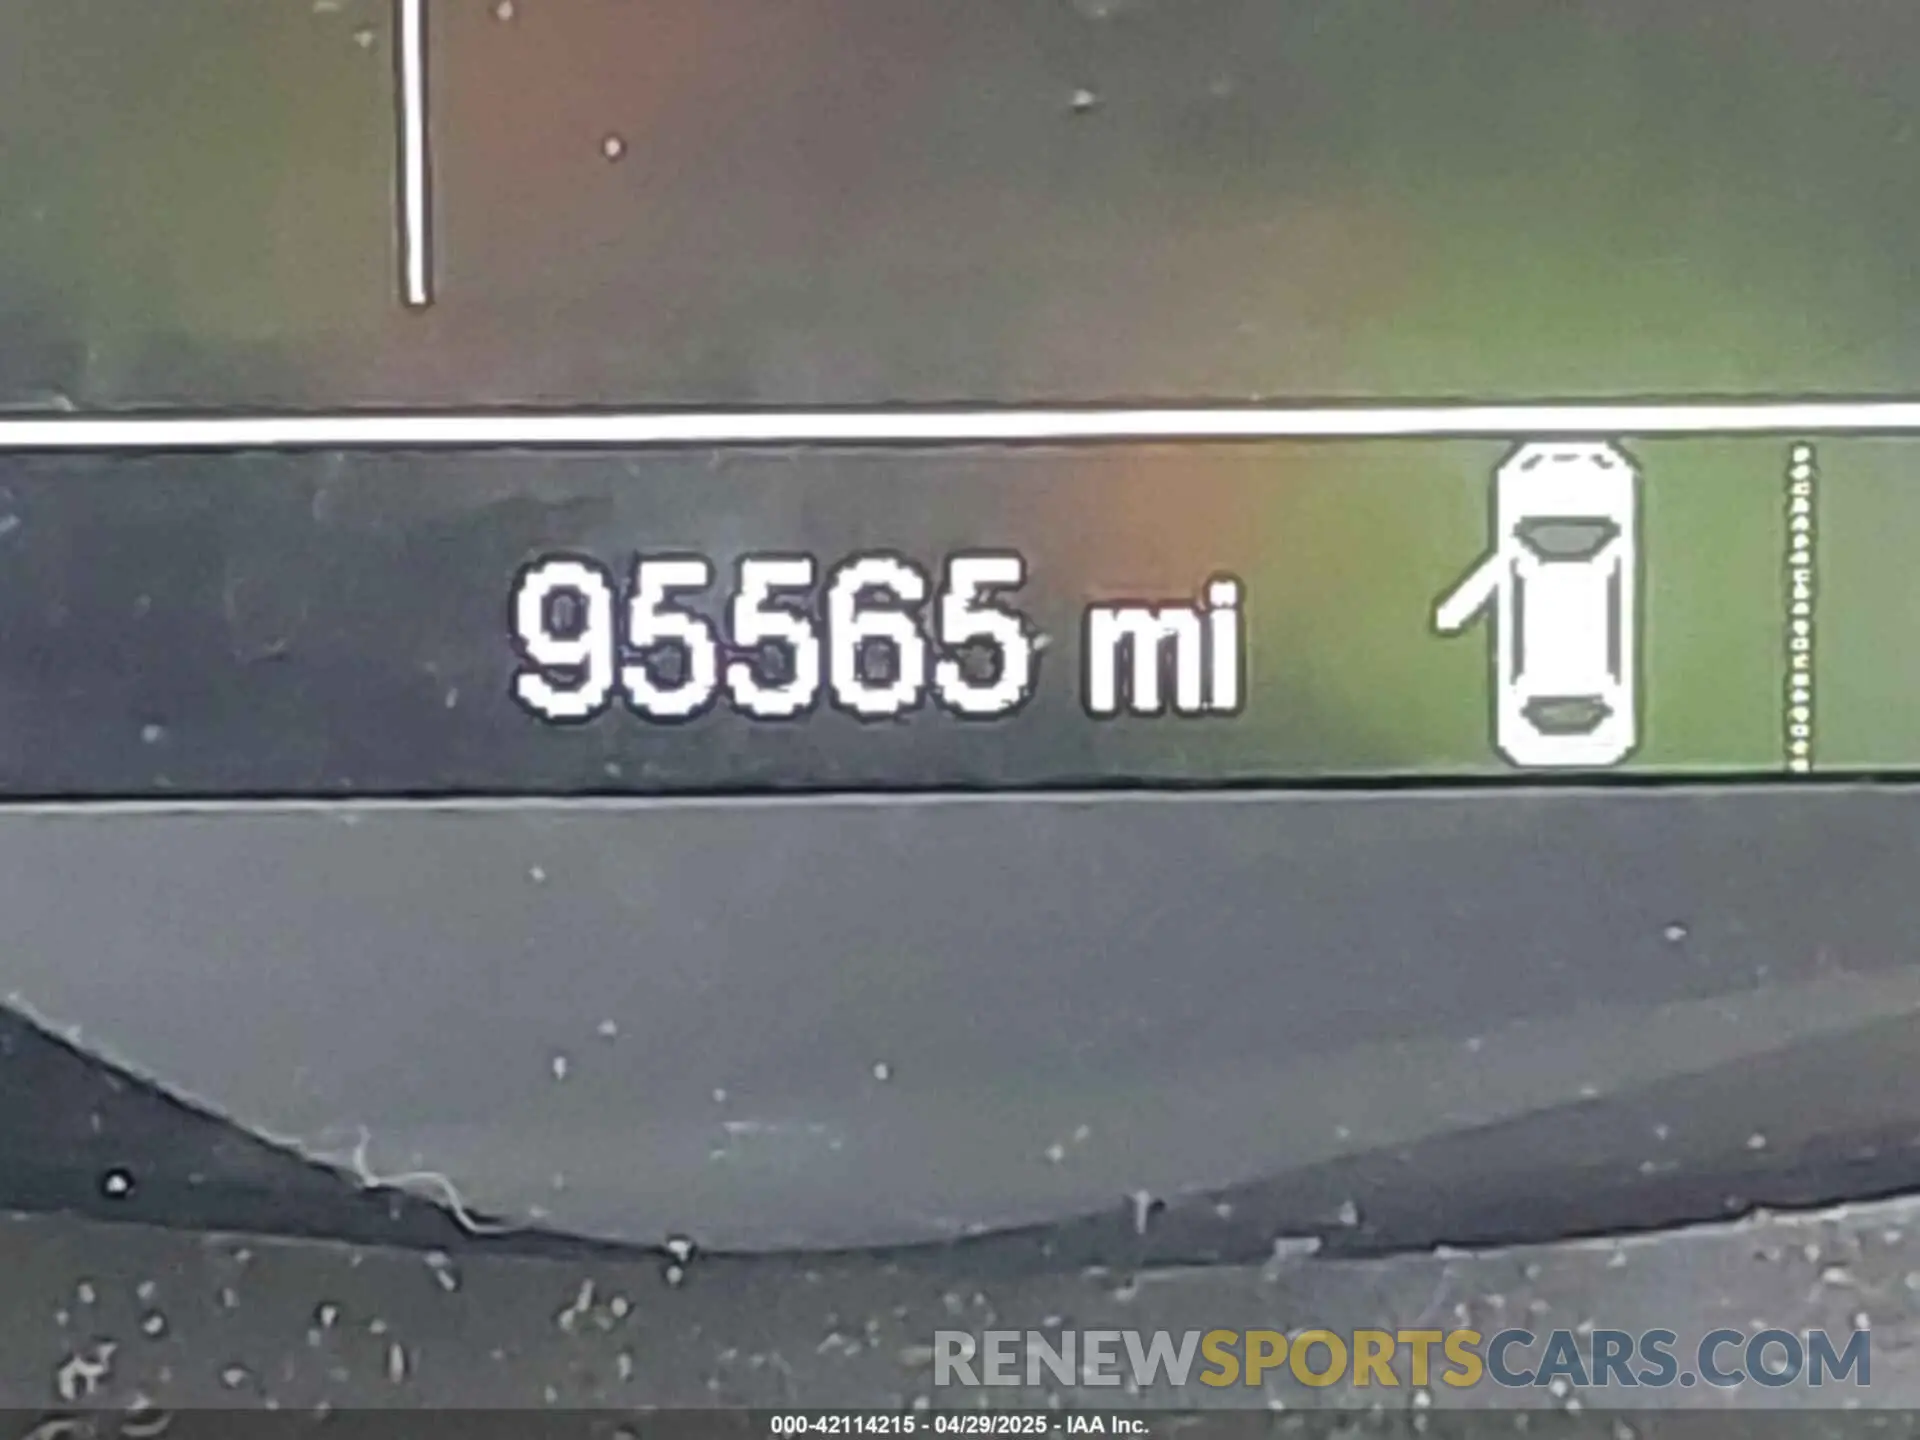 95565 mi
RENEWSPORTSCARS.COM
000-42114215 - 04/29/2025 - IAA Inc.